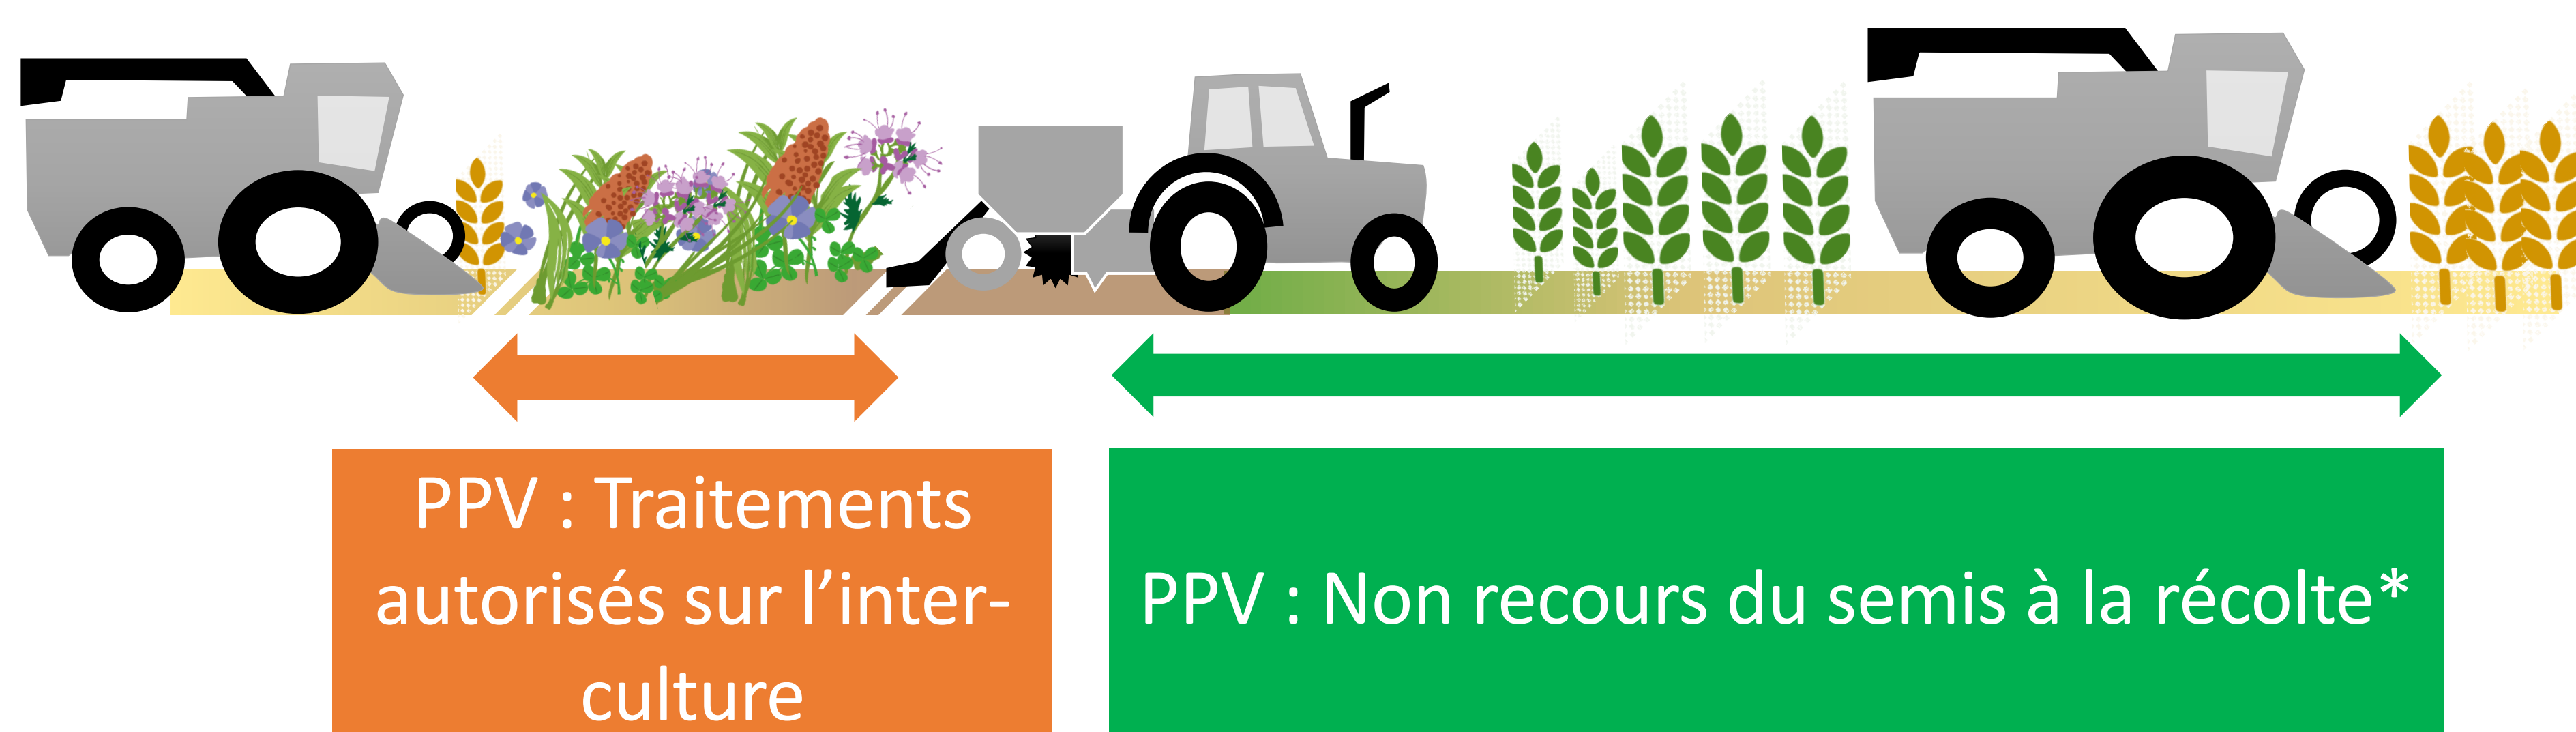 PPV : Traitements
autorisés sur l’inter-
culture
PPV : Non recours du semis à la récolte*